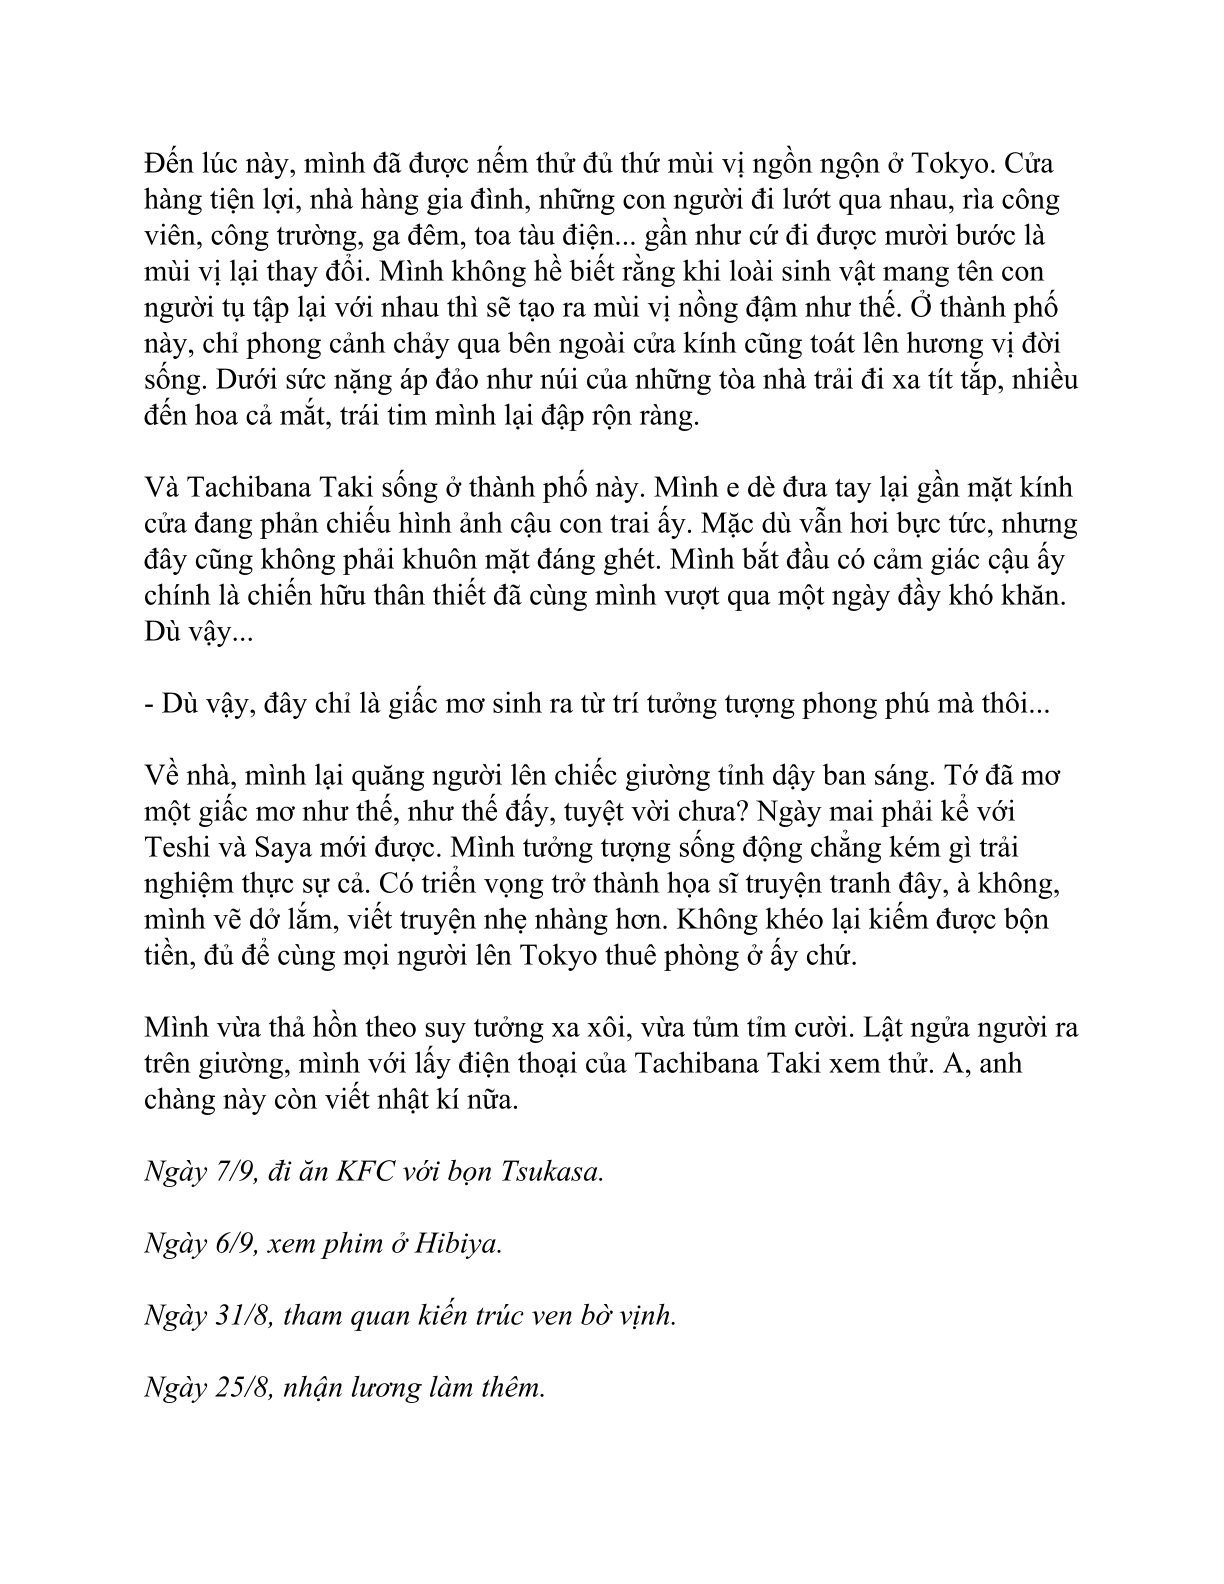 Đến lúc này, mình đã được nếm thử đủ thứ mùi vị ngồn ngộn ở Tokyo. Cửa
hàng tiện lợi, nhà hàng gia đình, những con người đi lướt qua nhau, rìa công
viên, công trường, ga đêm, toa tàu điện... gần như cứ đi được mười bước là
mùi vị lại thay đổi. Mình không hề biết rằng khi loài sinh vật mang tên con
người tụ tập lại với nhau thì sẽ tạo ra mùi vị nồng đậm như thế. Ở thành phố
này, chỉ phong cảnh chảy qua bên ngoài cửa kính cũng toát lên hương vị đời
sống. Dưới sức nặng áp đảo như núi của những tòa nhà trải đi xa tít tắp, nhiều
đến hoa cả mắt, trái tim mình lại đập rộn ràng.
Và Tachibana Taki sống ở thành phố này. Mình e dè đưa tay lại gần mặt kính
cửa đang phản chiếu hình ảnh cậu con trai ấy. Mặc dù vẫn hơi bực tức, nhưng
đây cũng không phải khuôn mặt đáng ghét. Mình bắt đầu có cảm giác cậu ấy
chính là chiến hữu thân thiết đã cùng mình vượt qua một ngày đầy khó khăn.
Dù vậy...
- Dù vậy, đây chỉ là giấc mơ sinh ra từ trí tưởng tượng phong phú mà thôi...
Về nhà, mình lại quăng người lên chiếc giường tỉnh dậy ban sáng. Tớ đã mơ
một giấc mơ như thế, như thế đấy, tuyệt vời chưa? Ngày mai phải kể với
Teshi và Saya mới được. Mình tưởng tượng sống động chẳng kém gì trải
nghiệm thực sự cả. Có triển vọng trở thành họa sĩ truyện tranh đây, à không,
mình vẽ dở lắm, viết truyện nhẹ nhàng hơn. Không khéo lại kiếm được bộn
tiền, đủ để cùng mọi người lên Tokyo thuê phòng ở ấy chứ.
Mình vừa thả hồn theo suy tưởng xa xôi, vừa tủm tỉm cười. Lật ngửa người ra
trên giường, mình với lấy điện thoại của Tachibana Taki xem thử. A, anh
chàng này còn viết nhật kí nữa.
Ngày 7/9, đi ăn KFC với bọn Tsukasa.
Ngày 6/9, xem phim ở Hibiya.
Ngày 31/8, tham quan kiến trúc ven bờ vịnh.
Ngày 25/8, nhận lương làm thêm.